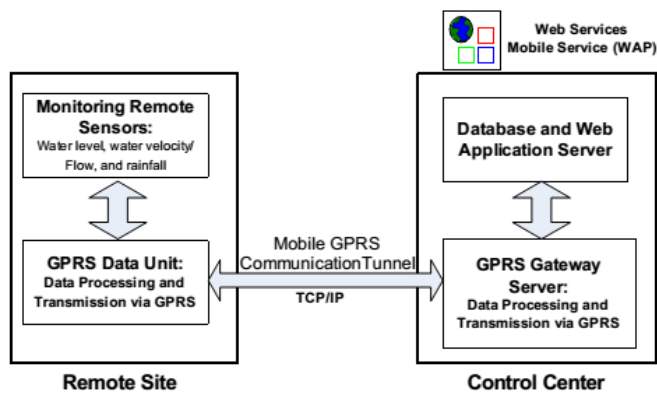 Web Services
Mobile Service (WAP)
Monitoring Remote
Sensors:
Water level, water velocity/
Flow, and rainfall
GPRS Data Unit:
Data Processing and
Transmission via GPRS
Remote Site
Mobile GPRS
CommunicationTunnel
TCP/IP
Database and Web
Application Server
GPRS Gateway
Server:
Data Processing and
Transmission via GPRS
Control Center